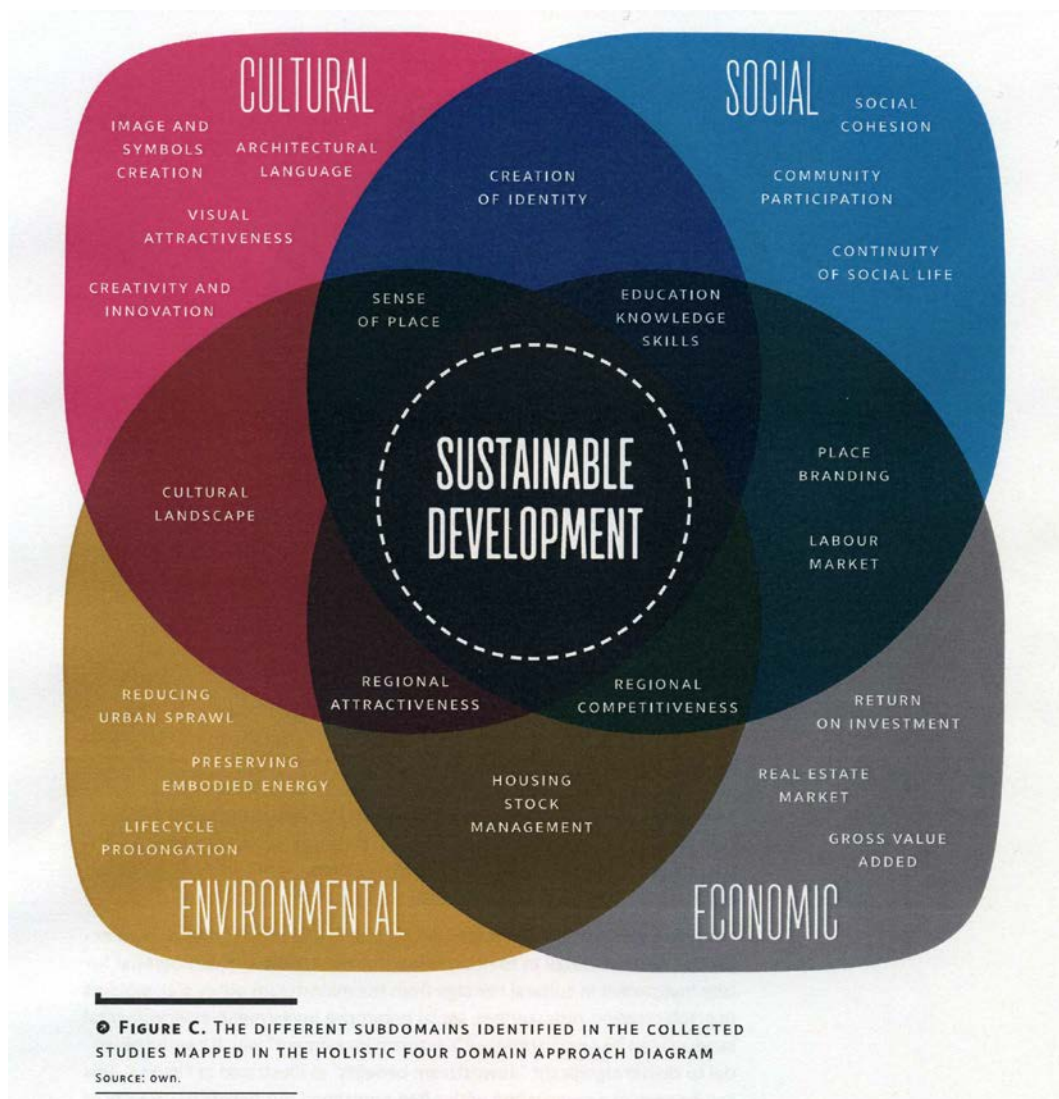 CULTURAL
IMAGE AND
SYMBOLS
CREATION
ARCHITECTURAL
LANGUAGE
VISUAL
ATTRACTIVENESS
CREATIVITY AND
INNOVATION
CREATION
OF IDENTITY
SOCIAL
SOCIAL
COHESION
COMMUNITY
PARTICIPATION
CONTINUITY
OF SOCIAL LIFE
SENSE
OF PLACE
EDUCATION
KNOWLEDGE
SKILLS
SUSTAINABLE
DEVELOPMENT
CULTURAL
LANDSCAPE
PLACE
BRANDING
LABOUR
MARKET
REGIONAL
ATTRACTIVENESS
REGIONAL
COMPETITIVENESS
REDUCING
URBAN SPRAWL
PRESERVING
EMBODIED ENERGY
LIFECYCLE
PROLONGATION
ENVIRONMENTAL
HOUSING
STOCK
MANAGEMENT
RETURN
ON INVESTMENT
REAL ESTATE
MARKET
GROSS VALUE
ADDED
ECONOMIC
FIGURE C. THE DIFFERENT SUBDOMAINS IDENTIFIED IN THE COLLECTED
STUDIES MAPPED IN THE HOLISTIC FOUR DOMAIN APPROACH DIAGRAM
SOURCE: OWN.